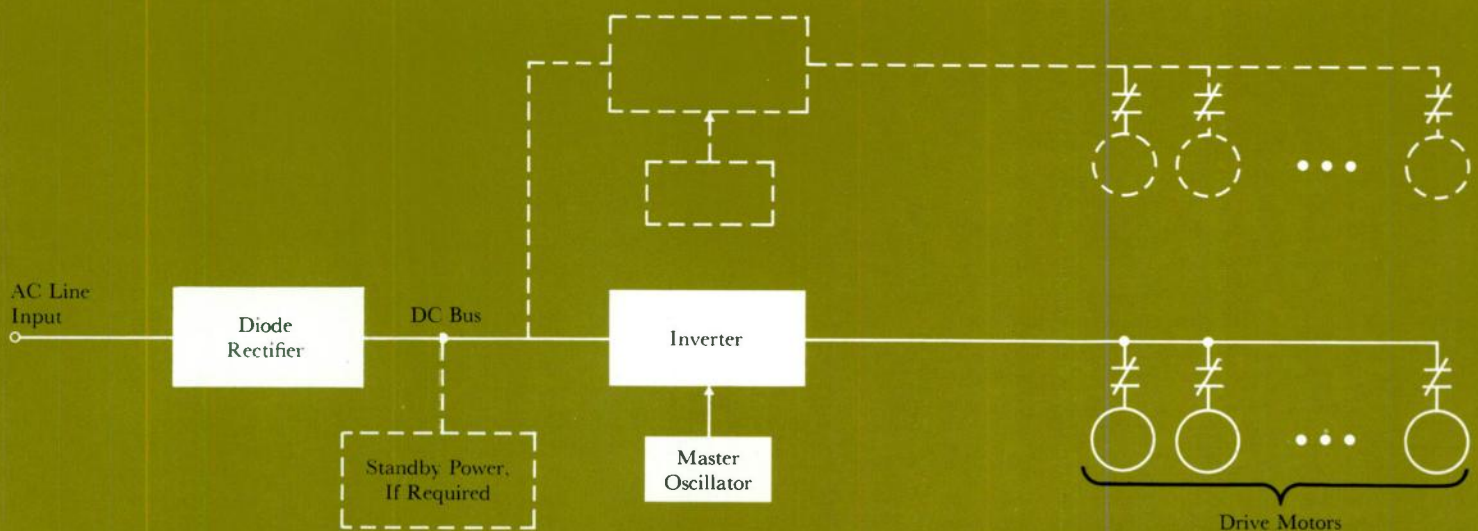 AC Line
Input
Diode
Rectifier
DC Bus
Inverter
Standby Power,
If Required
Master
Oscillator
Drive Motors